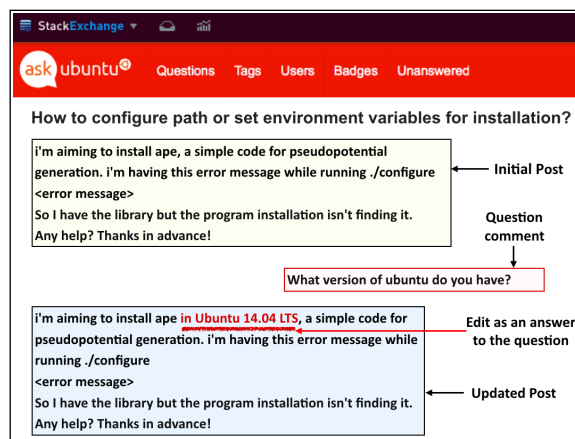 StackExchange
ask ubuntu
Questions Tags Users Badges Unanswered
How to configure path or set environment variables for installation?
i'm aiming to install ape, a simple code for pseudopotential
generation. i'm having this error message while running ./configure
<error message>
So I have the library but the program installation isn't finding it.
Any help? Thanks in advance!
Initial Post
Question
comment
What version of ubuntu do you have?
i'm aiming to install ape in Ubuntu 14.04 LTS, a simple code for
pseudopotential generation. i'm having this error message while
running ./configure
<error message>
So I have the library but the program installation isn't finding it.
Any help? Thanks in advance!
Edit as an answer
to the question
Updated Post